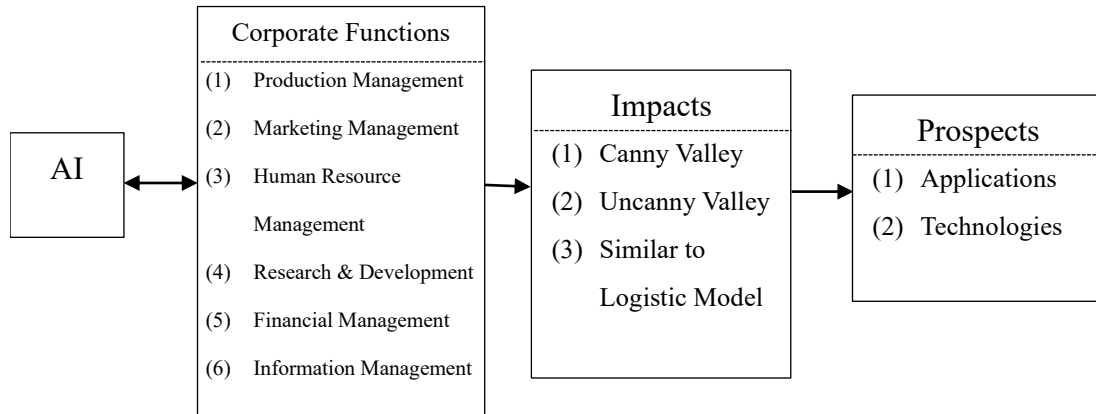 AI
Corporate Functions
(1) Production Management
(2) Marketing Management
(3) Human Resource
Management
(4) Research & Development
(5) Financial Management
(6) Information Management
Impacts
(1) Canny Valley
(2) Uncanny Valley
(3) Similar to
Logistic Model
Prospects
(1) Applications
(2) Technologies